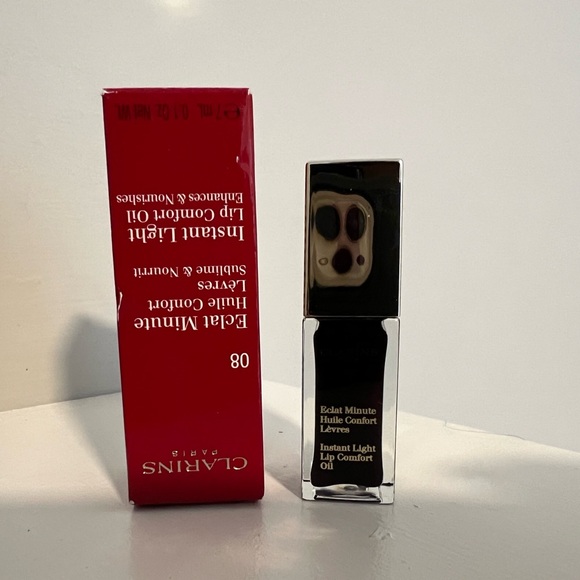 CLARINS
PARIS
08
Eclat Minute
Huile Confort
Lèvres
Sublime & Nourrit
Instant Light
Lip Comfort Oil
Enhances & Nourishes
Eclat Minute
Huile Confort
Lèvres
Instant Light
Lip Comfort
Oil